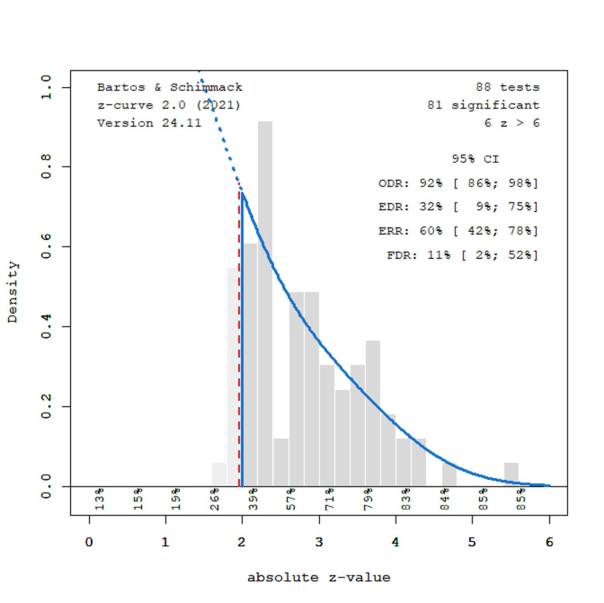 Bartos & Schimmack
z-curve 2.0 (2021)
Version 24.11
88 tests
81 significant
6 z > 6
95% CI
ODR: 92% [ 86%; 98%]
EDR: 32% [ 9%; 75%]
ERR: 60% [ 42%; 78%]
FDR: 11% [ 2%; 52%]
Density
0.0 0.2 0.4 0.6 0.8 1.0
13% 15% 19% 26% 39% 57% 71% 79% 83% 84% 85% 85%
0 1 2 3 4 5 6
absolute z-value